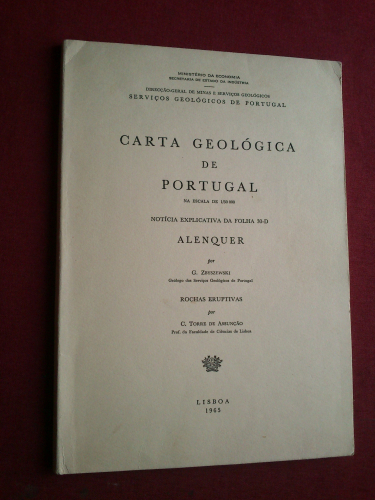 MINISTÉRIO DA ECONOMIA
SECRETARIA DE ESTADO DA INDÚSTRIA
DIRECÇÃO-GERAL DE MINAS E SERVIÇOS GEOLÓGICOS
SERVIÇOS GEOLÓGICOS DE PORTUGAL
CARTA GEOLÓGICA
DE
PORTUGAL
NA ESCALA DE 1/50 000
NOTÍCIA EXPLICATIVA DA FOLHA 30-D
ALENQUER
por
G. ZBYSZEWSKI
Geólogo dos Serviços Geológicos de Portugal
ROCHAS ERUPTIVAS
por
C. TORRE DE ASSUNÇÃO
Prof. da Faculdade de Ciências de Lisboa
LISBOA
1965